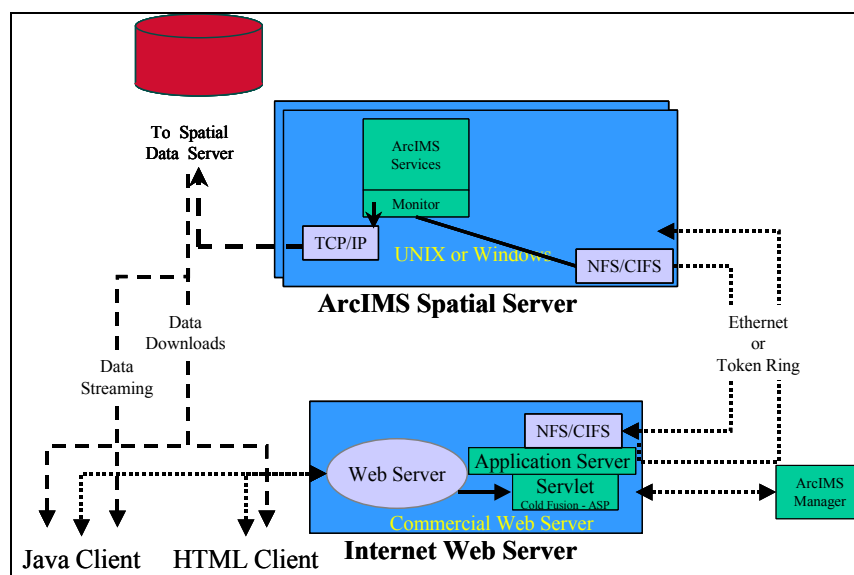 To Spatial
Data Server
ArcIMS
Services
Monitor
TCP/IP
UNIX or Windows
NFS/CIFS
ArcIMS Spatial Server
Data
Downloads
Data
Streaming
Ethernet
or
Token Ring
NFS/CIFS
Web Server
Application Server
Servlet
Cold Fusion - ASP
Commercial Web Server
Internet Web Server
ArcIMS
Manager
Java Client
HTML Client